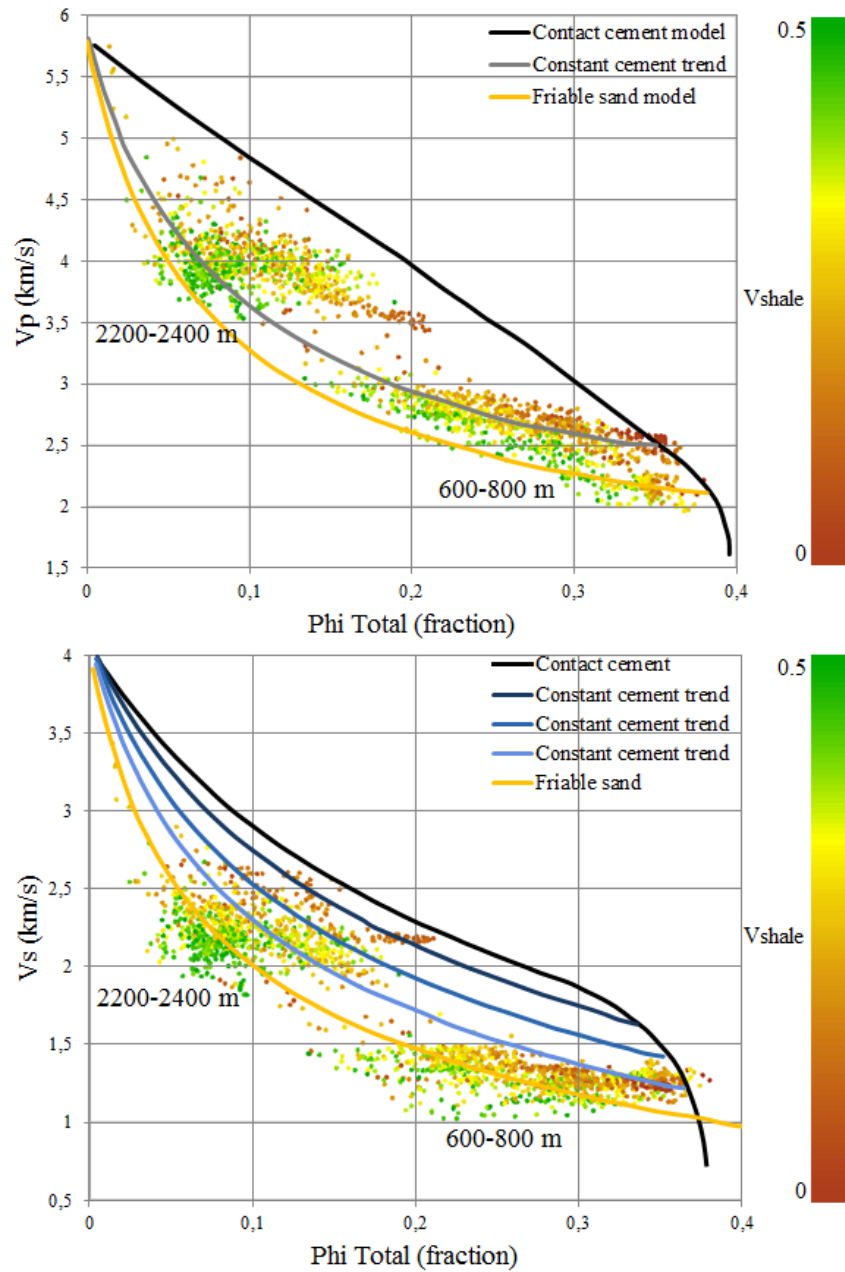 6
5,5
5
4,5
4
3,5
3
2,5
2
1,5
Vp (km/s)
Contact cement model
Constant cement trend
Friable sand model
2200-2400 m
600-800 m
0
0,1
0,2
0,3
0,4
Phi Total (fraction)
0.5
Vshale
0
4
3,5
3
2,5
2
1,5
1
0,5
Vs (km/s)
Contact cement
Constant cement trend
Constant cement trend
Constant cement trend
Friable sand
2200-2400 m
600-800 m
0
0,1
0,2
0,3
0,4
Phi Total (fraction)
0.5
Vshale
0